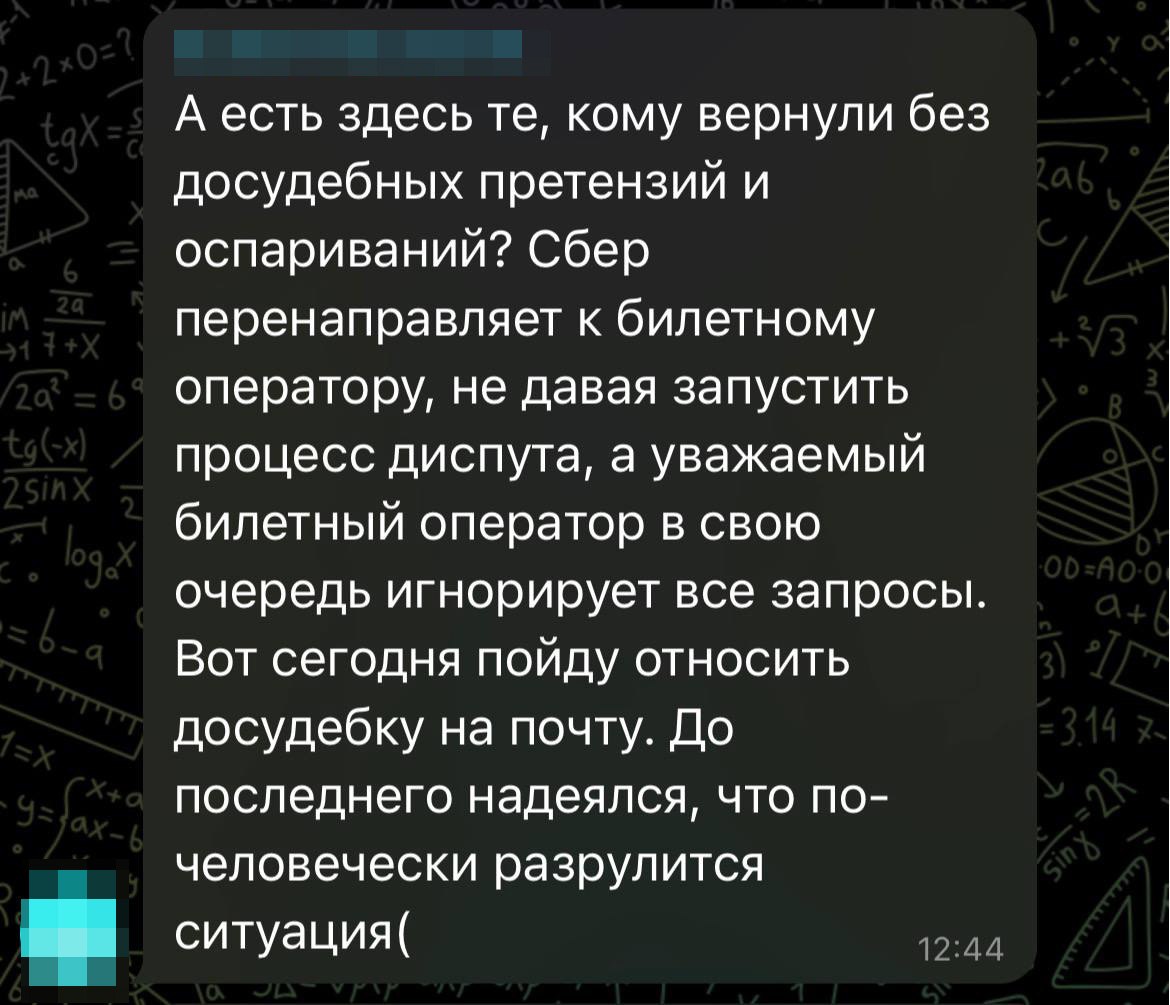 А есть здесь те, кому вернули без
досудебных претензий и
оспариваний? Сбер
перенаправляет к билетному
оператору, не давая запустить
процесс диспута, а уважаемый
билетный оператор в свою
очередь игнорирует все запросы.
Вот сегодня пойду относить
досудебку на почту. До
последнего надеялся, что по-
человечески разрулится
ситуация(
12:44